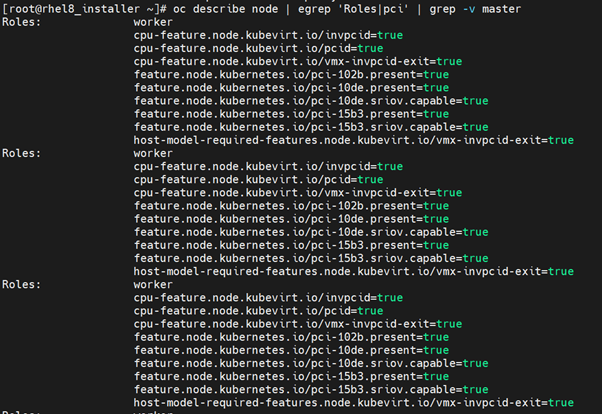 [root@rhel8_installer ~]# oc describe node | egrep 'Roles|pci' | grep -v master
Roles: worker
cpu-feature.node.kubevirt.io/invpcid=true
cpu-feature.node.kubevirt.io/pcid=true
cpu-feature.node.kubevirt.io/vmx-invpcid-exit=true
feature.node.kubernetes.io/pci-102b.present=true
feature.node.kubernetes.io/pci-10de.present=true
feature.node.kubernetes.io/pci-10de.sriov.capable=true
feature.node.kubernetes.io/pci-15b3.present=true
feature.node.kubernetes.io/pci-15b3.sriov.capable=true
host-model-required-features.node.kubevirt.io/vmx-invpcid-exit=true
Roles: worker
cpu-feature.node.kubevirt.io/invpcid=true
cpu-feature.node.kubevirt.io/pcid=true
cpu-feature.node.kubevirt.io/vmx-invpcid-exit=true
feature.node.kubernetes.io/pci-102b.present=true
feature.node.kubernetes.io/pci-10de.present=true
feature.node.kubernetes.io/pci-10de.sriov.capable=true
feature.node.kubernetes.io/pci-15b3.present=true
feature.node.kubernetes.io/pci-15b3.sriov.capable=true
host-model-required-features.node.kubevirt.io/vmx-invpcid-exit=true
Roles: worker
cpu-feature.node.kubevirt.io/invpcid=true
cpu-feature.node.kubevirt.io/pcid=true
cpu-feature.node.kubevirt.io/vmx-invpcid-exit=true
feature.node.kubernetes.io/pci-102b.present=true
feature.node.kubernetes.io/pci-10de.present=true
feature.node.kubernetes.io/pci-10de.sriov.capable=true
feature.node.kubernetes.io/pci-15b3.present=true
feature.node.kubernetes.io/pci-15b3.sriov.capable=true
host-model-required-features.node.kubevirt.io/vmx-invpcid-exit=true